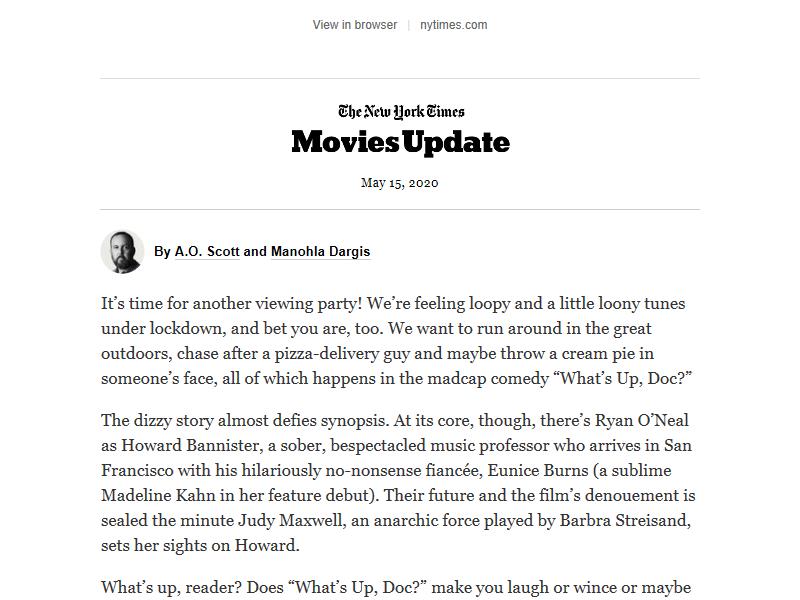 View in browser | nytimes.com
The New York Times
Movies Update
May 15, 2020
By A.O. Scott and Manohla Dargis
It’s time for another viewing party! We’re feeling loopy and a little loony tunes
under lockdown, and bet you are, too. We want to run around in the great
outdoors, chase after a pizza-delivery guy and maybe throw a cream pie in
someone’s face, all of which happens in the madcap comedy “What’s Up, Doc?”
The dizzy story almost defies synopsis. At its core, though, there’s Ryan O’Neal
as Howard Bannister, a sober, bespectacled music professor who arrives in San
Francisco with his hilariously no-nonsense fiancée, Eunice Burns (a sublime
Madeline Kahn in her feature debut). Their future and the film’s denouement is
sealed the minute Judy Maxwell, an anarchic force played by Barbra Streisand,
sets her sights on Howard.
What’s up, reader? Does “What’s Up, Doc?” make you laugh or wince or maybe